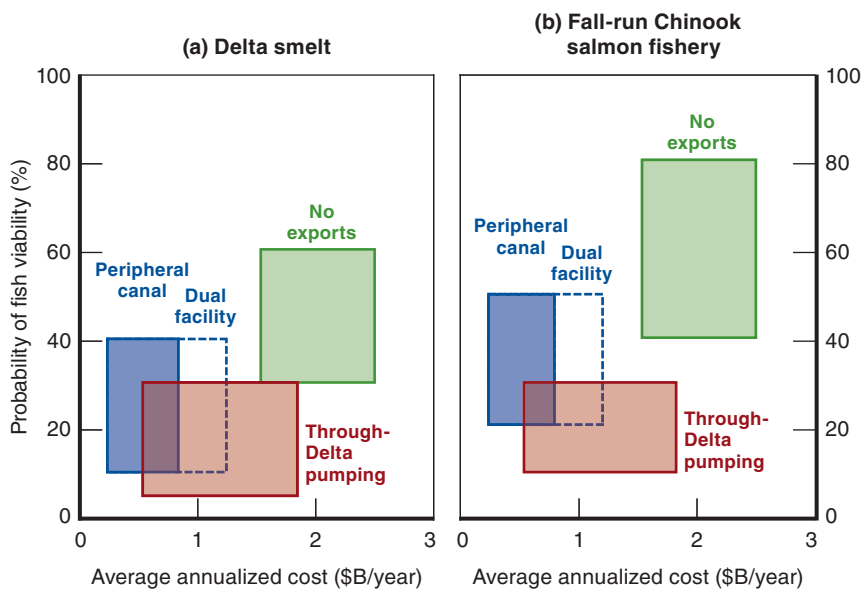 (a) Delta smelt
(b) Fall-run Chinook
salmon fishery
Probability of fish viability (%)
100
80
60
40
20
0
No
exports
Peripheral
canal
Dual
facility
Through-
Delta
pumping
0
1
2
3
Average annualized cost ($B/year)
No
exports
Peripheral
canal
Dual
facility
Through-
Delta
pumping
100
80
60
40
20
0
0
1
2
3
Average annualized cost ($B/year)